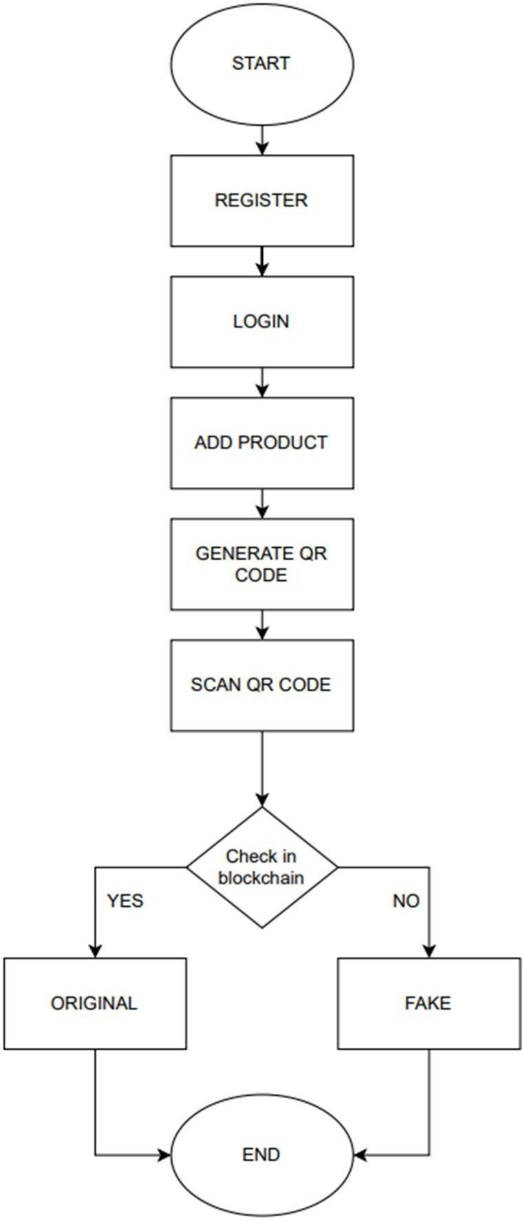 START
REGISTER
LOGIN
ADD PRODUCT
GENERATE QR
CODE
SCAN QR CODE
Check in
blockchain
YES
NO
ORIGINAL
FAKE
END